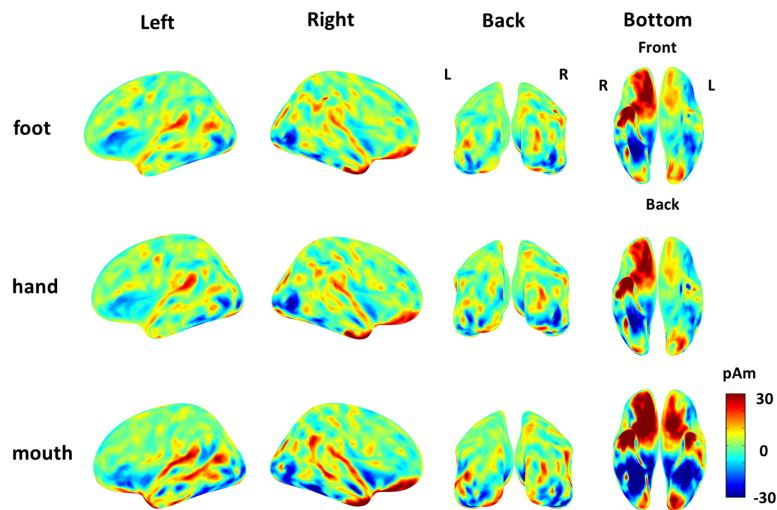 Left Right Back Bottom
Front
L R R L
foot
Back
hand
pAm
30
mouth
0
-30